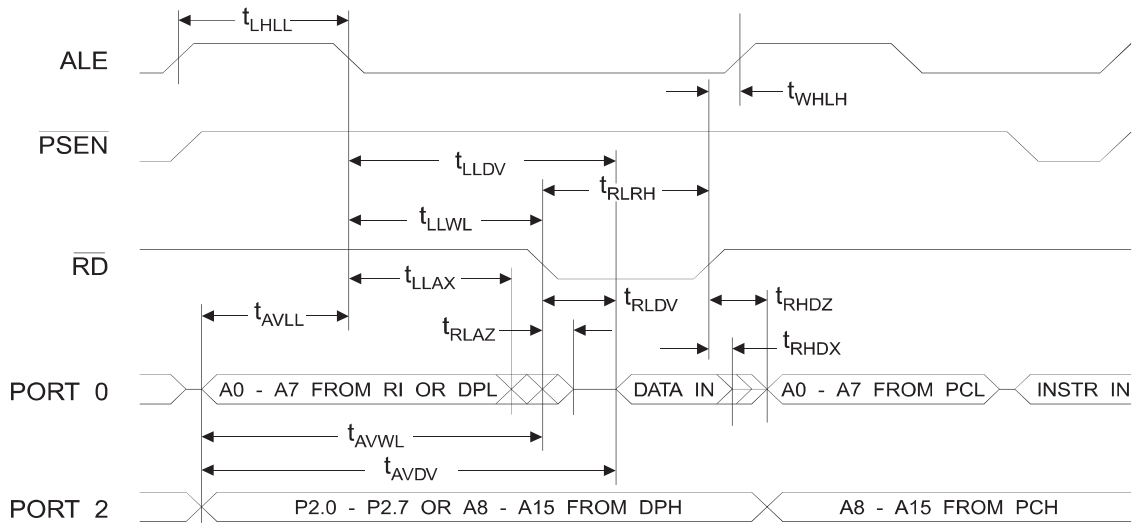 tLHLL
ALE
tWHLH
PSEN
tLLDV
tRLRH
tLLWL
RD
tLLAX
tRLDV
tRHDZ
tAVLL
tRLAZ
tRHDX
PORT 0
A0 - A7 FROM RI OR DPL
DATA IN
A0 - A7 FROM PCL
INSTR IN
tAVWL
tAVDV
PORT 2
P2.0 - P2.7 OR A8 - A15 FROM DPH
A8 - A15 FROM PCH